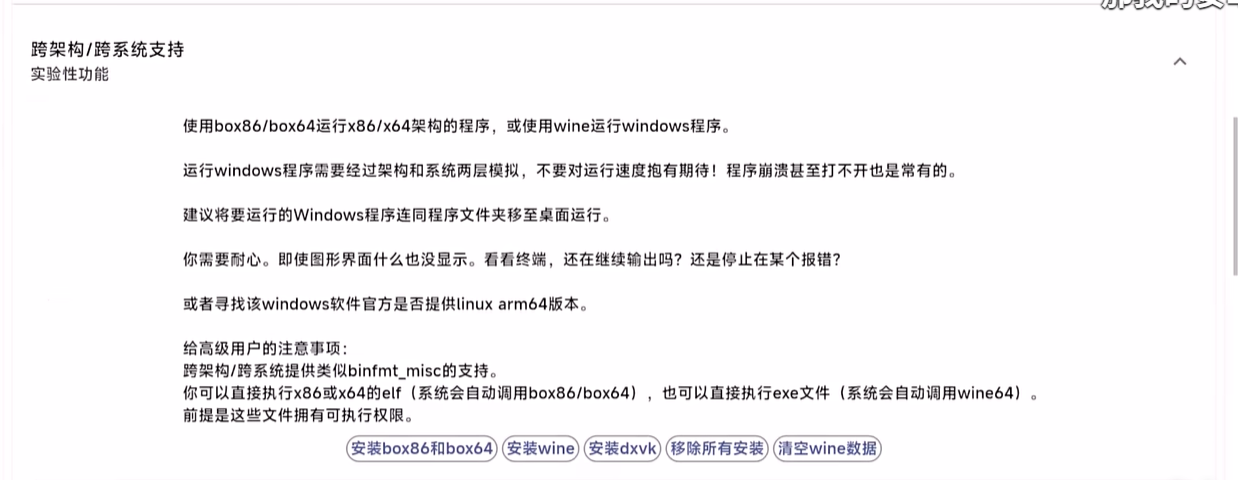 跨架构/跨系统支持
实验性功能
使用box86/box64运行x86/x64架构的程序，或使用wine运行windows程序。
运行windows程序需要经过架构和系统两层模拟，不要对运行速度抱有期待！程序崩溃甚至打不开也是常有的。
建议将要运行的Windows程序连同程序文件夹移至桌面运行。
你需要耐心。即使图形界面什么也没显示。看看终端，还在继续输出吗？还是停止在某个报错？
或者寻找该windows软件官方是否提供linux arm64版本。
给高级用户的注意事项：
跨架构/跨系统提供类似binfmt_misc的支持。
你可以直接执行x86或x64的elf（系统会自动调用box86/box64），也可以直接执行exe文件（系统会自动调用wine64）。
前提是这些文件拥有可执行权限。
安装box86和box64 安装wine 安装dxvk 移除所有安装 清空wine数据